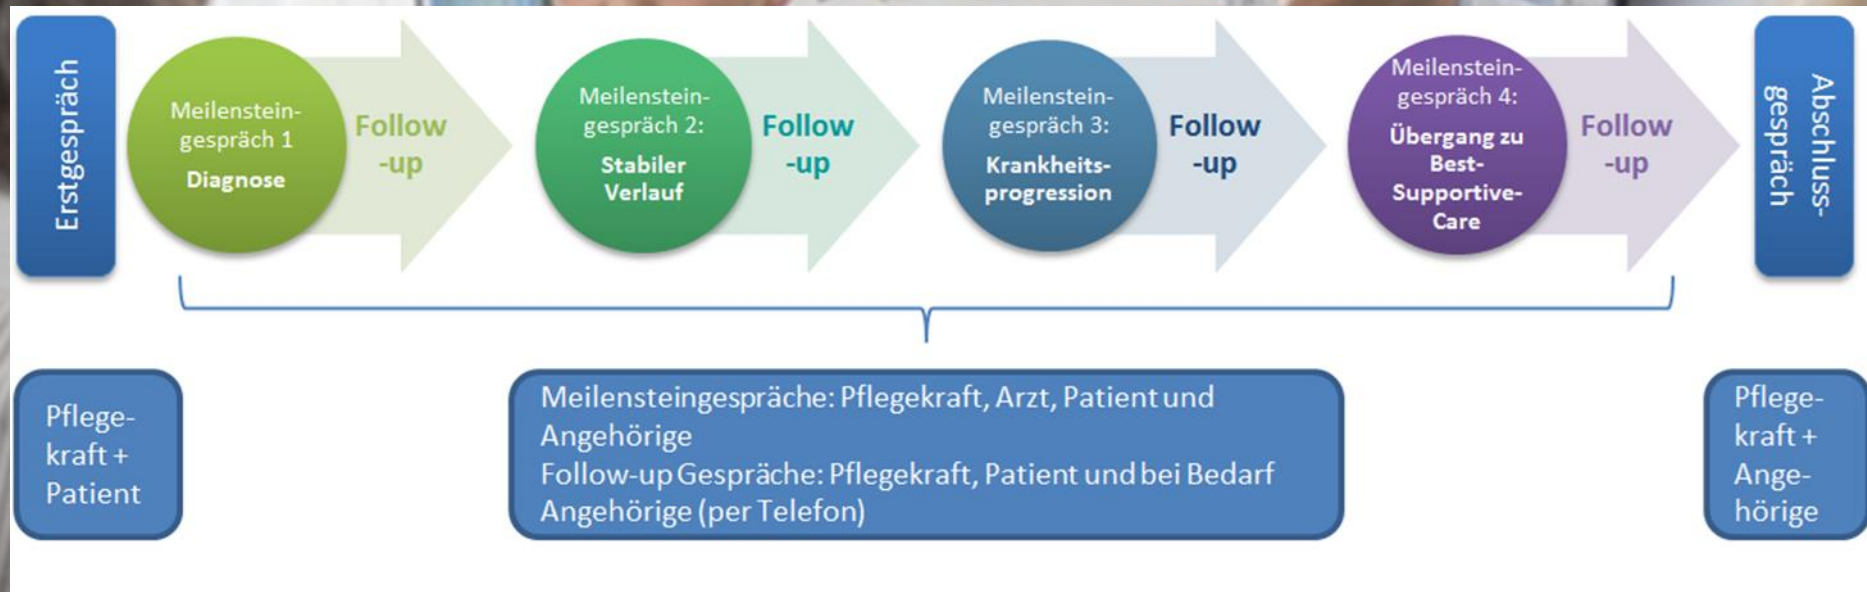 Erstgespräch
Meilenstein-
gespräch 1
Diagnose
Follow
-up
Meilenstein-
gespräch 2:
Stabiler
Verlauf
Follow
-up
Meilenstein-
gespräch 3:
Krankheits-
progression
Follow
-up
Meilenstein-
gespräch 4:
Übergang zu
Best-
Supportive-
Care
Follow
-up
Abschluss-
gespräch
Pflege-
kraft +
Patient
Meilensteingespräche: Pflegekraft, Arzt, Patient und
Angehörige
Follow-up Gespräche: Pflegekraft, Patient und bei Bedarf
Angehörige (per Telefon)
Pflege-
kraft +
Ange-
hörige